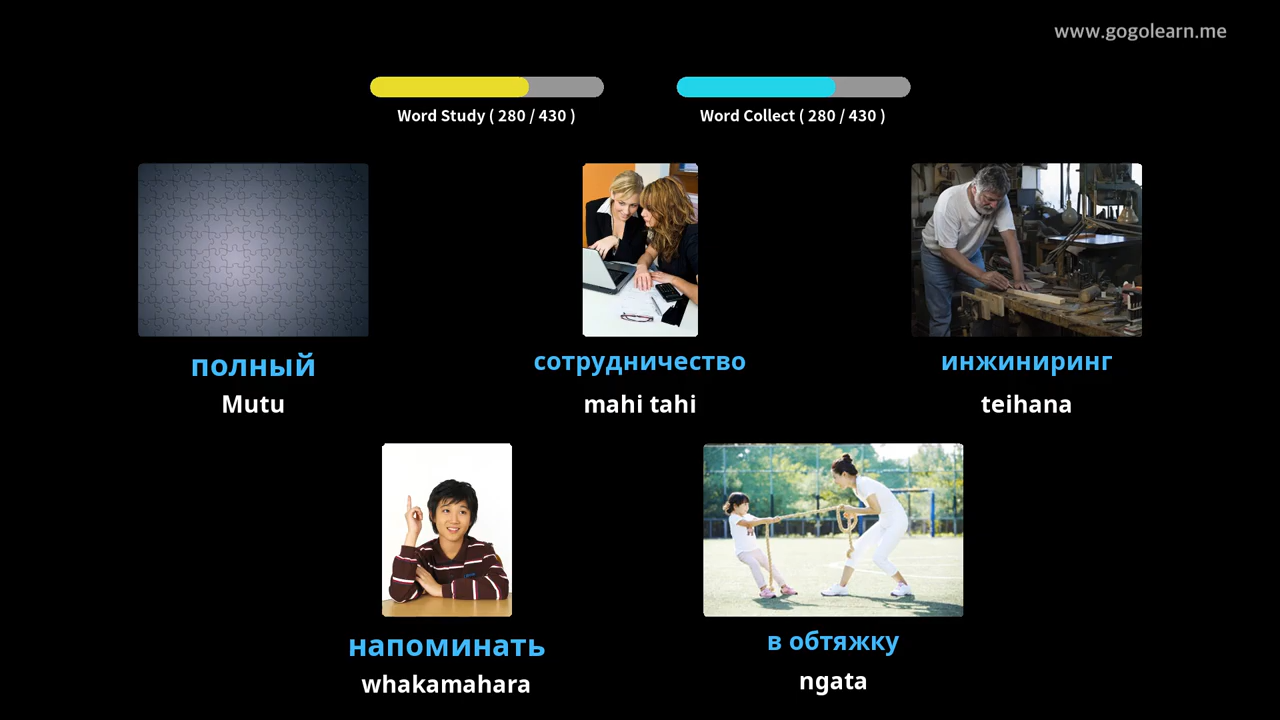 www.gogolearn.me
Word Study ( 280 / 430 )
Word Collect ( 280 / 430 )
полный
Mutu
сотрудничество
mahi tahi
инжиниринг
teihana
напоминать
whakamahara
в обтяжку
ngata